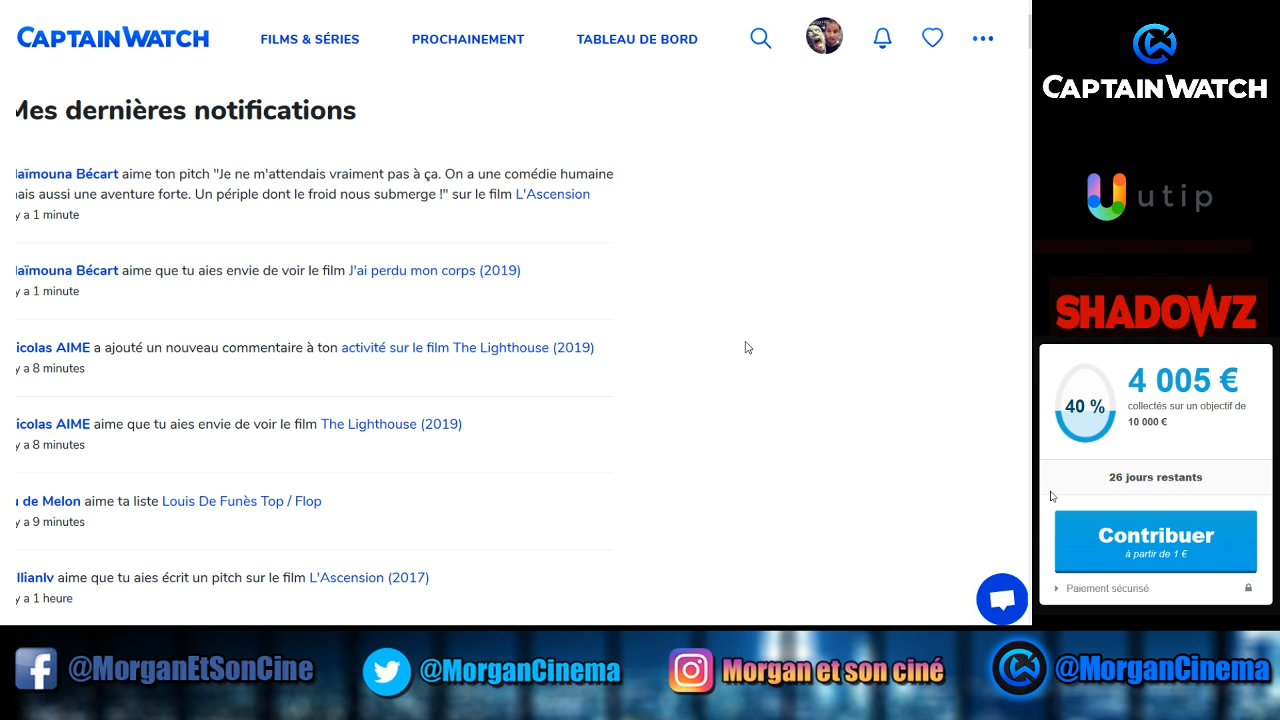 CAPTAINWATCH
FILMS & SÉRIES
PROCHAINEMENT
TABLEAU DE BORD
Mes dernières notifications
laïmouna Bécart aime ton pitch "Je ne m'attendais vraiment pas à ça. On a une comédie humaine
ais aussi une aventure forte. Un périple dont le froid nous submerge !" sur le film L'Ascension
y a 1 minute
laïmouna Bécart aime que tu aies envie de voir le film J'ai perdu mon corps (2019)
y a 1 minute
icolas AIME a ajouté un nouveau commentaire à ton activité sur le film The Lighthouse (2019)
y a 8 minutes
icolas AIME aime que tu aies envie de voir le film The Lighthouse (2019)
y a 8 minutes
de Melon aime ta liste Louis De Funès Top / Flop
y a 9 minutes
llianlv aime que tu aies écrit un pitch sur le film L'Ascension (2017)
y a 1 heure
CAPTAINWATCH
utip
SHADOWZ
40 %
4 005 €
collectés sur un objectif de
10 000 €
26 jours restants
Contribuer
à partir de 1 €
Paiement sécurisé
@MorganEtSonCine
@MorganCinema
Morgan et son ciné
@MorganCinema